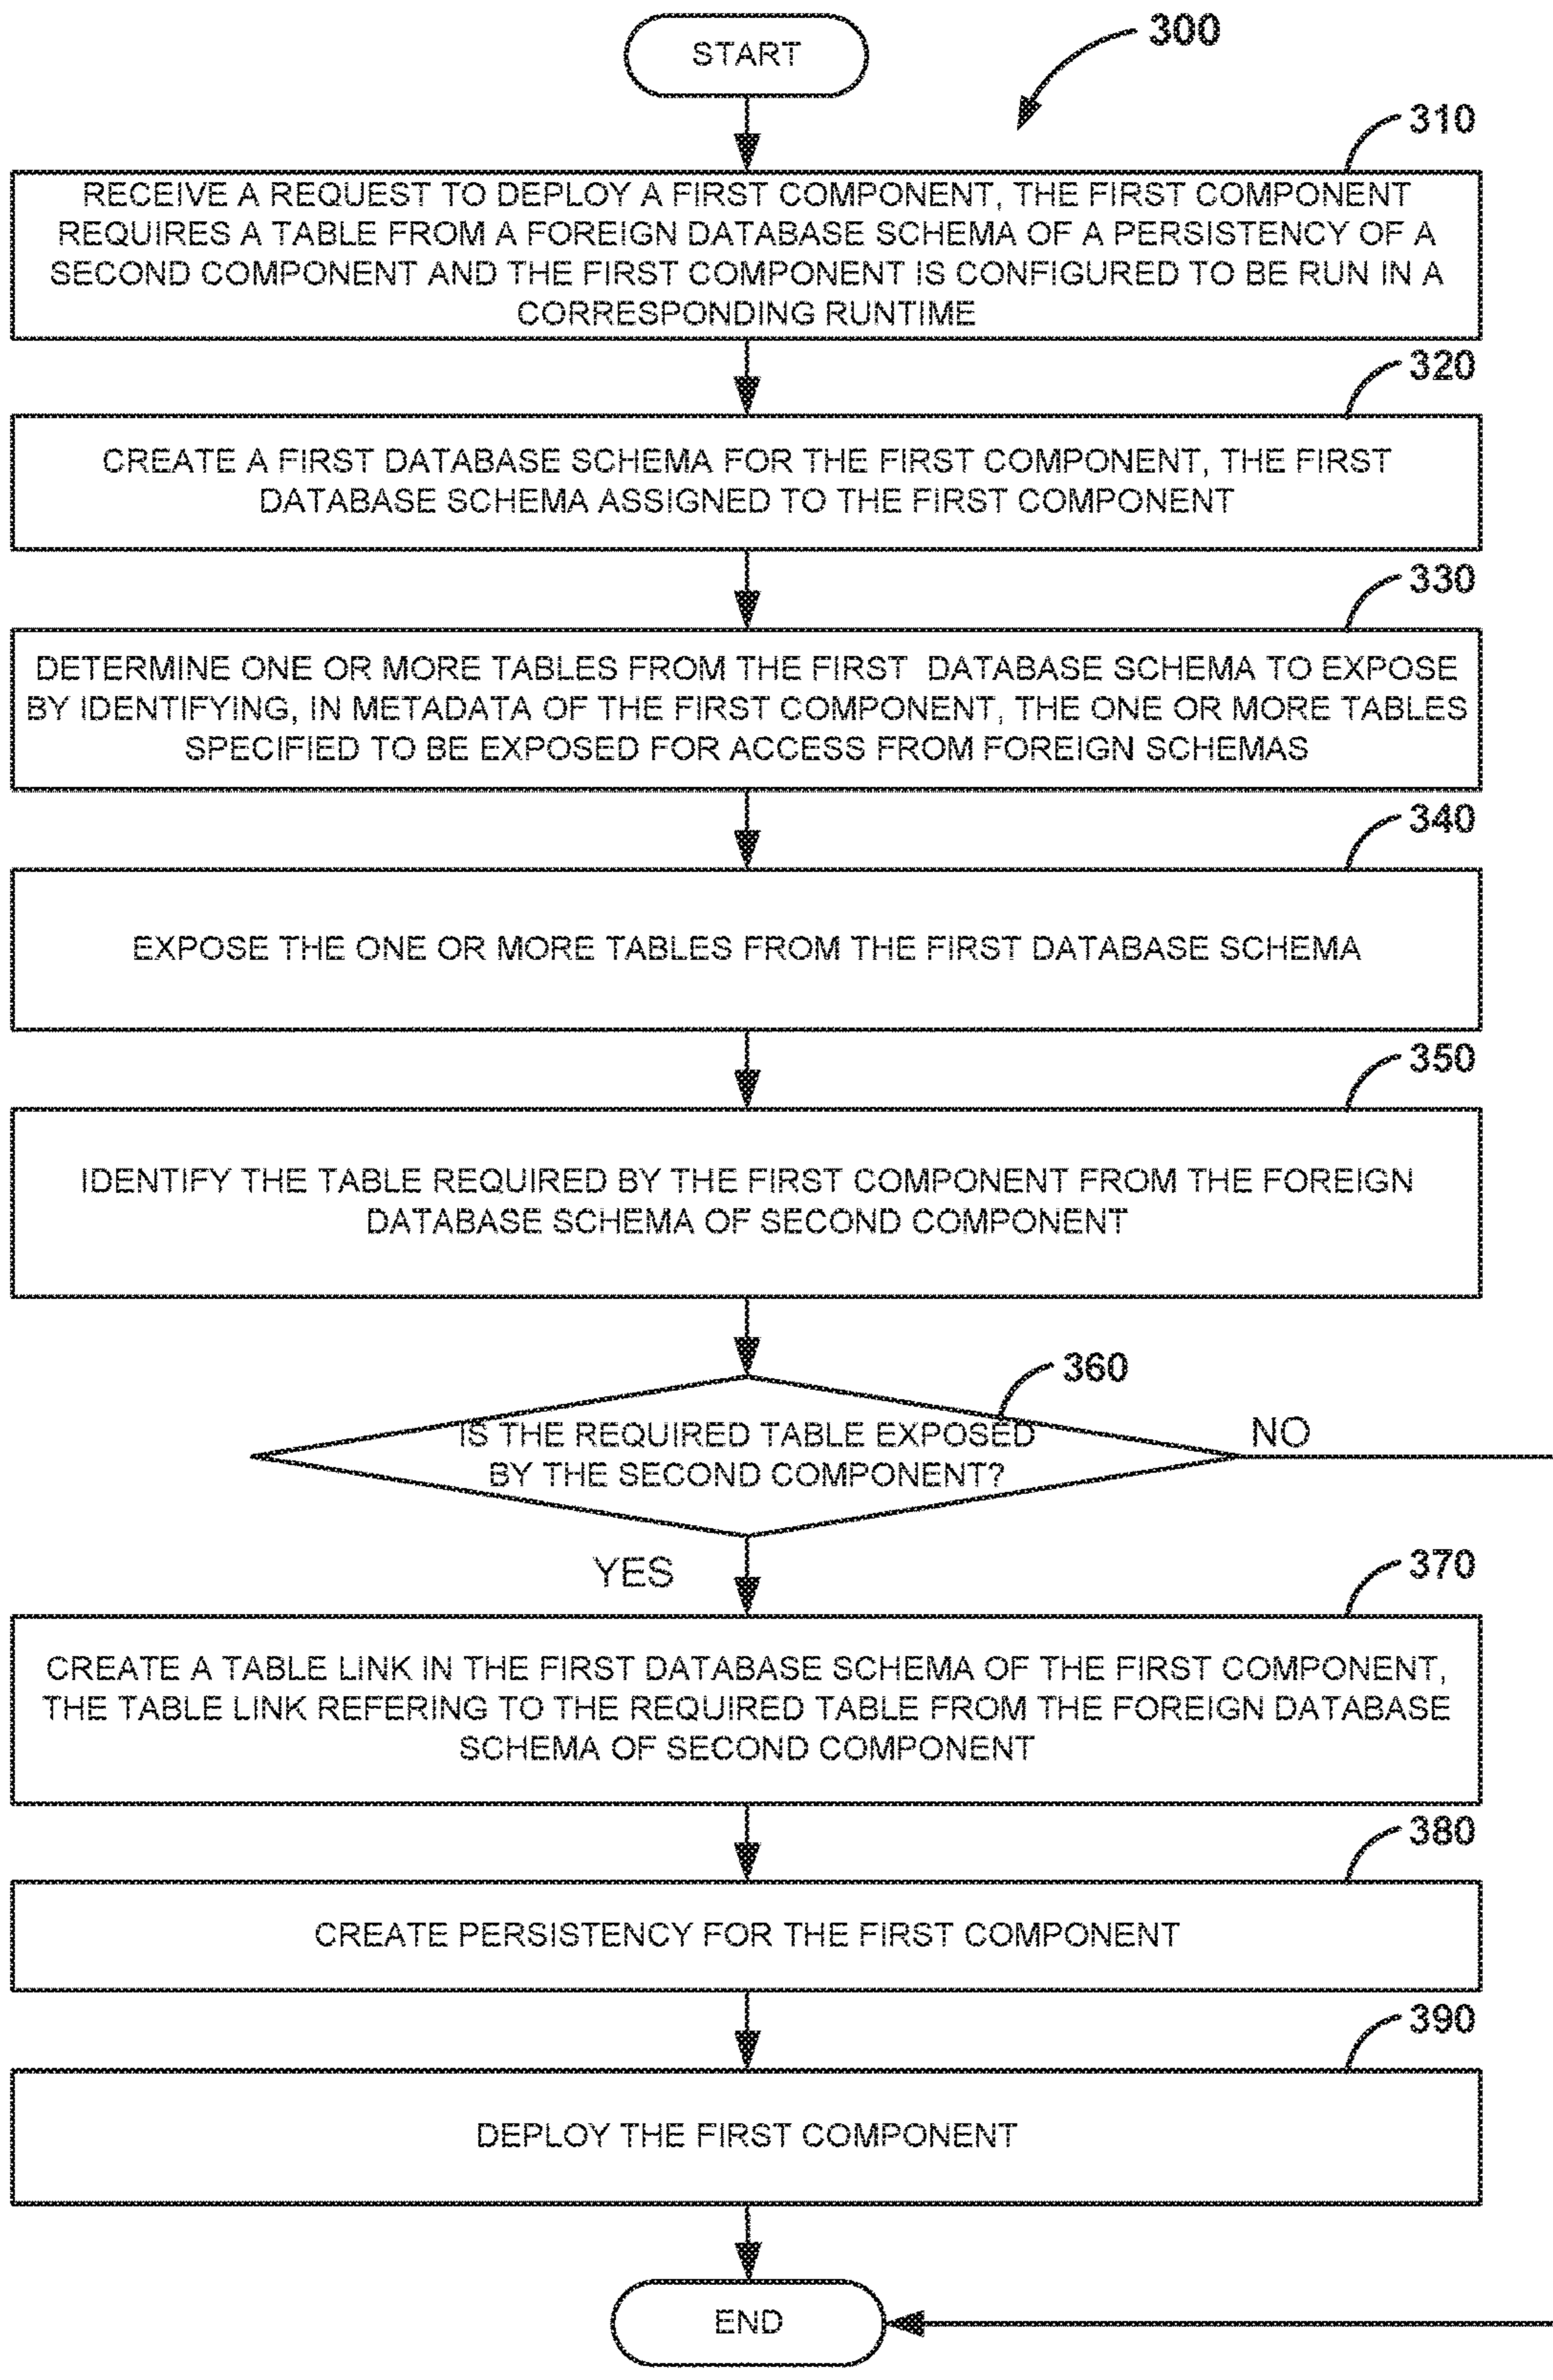 START
300
310
RECEIVE A REQUEST TO DEPLOY A FIRST COMPONENT, THE FIRST COMPONENT
REQUIRES A TABLE FROM A FOREIGN DATABASE SCHEMA OF A PERSISTENCY OF A
SECOND COMPONENT AND THE FIRST COMPONENT IS CONFIGURED TO BE RUN IN A
CORRESPONDING RUNTIME
320
CREATE A FIRST DATABASE SCHEMA FOR THE FIRST COMPONENT, THE FIRST
DATABASE SCHEMA ASSIGNED TO THE FIRST COMPONENT
330
DETERMINE ONE OR MORE TABLES FROM THE FIRST DATABASE SCHEMA TO EXPOSE
BY IDENTIFYING, IN METADATA OF THE FIRST COMPONENT, THE ONE OR MORE TABLES
SPECIFIED TO BE EXPOSED FOR ACCESS FROM FOREIGN SCHEMAS
340
EXPOSE THE ONE OR MORE TABLES FROM THE FIRST DATABASE SCHEMA
350
IDENTIFY THE TABLE REQUIRED BY THE FIRST COMPONENT FROM THE FOREIGN
DATABASE SCHEMA OF SECOND COMPONENT
360
IS THE REQUIRED TABLE EXPOSED
BY THE SECOND COMPONENT?
NO
YES
370
CREATE A TABLE LINK IN THE FIRST DATABASE SCHEMA OF THE FIRST COMPONENT,
THE TABLE LINK REFERING TO THE REQUIRED TABLE FROM THE FOREIGN DATABASE
SCHEMA OF SECOND COMPONENT
380
CREATE PERSISTENCY FOR THE FIRST COMPONENT
390
DEPLOY THE FIRST COMPONENT
END